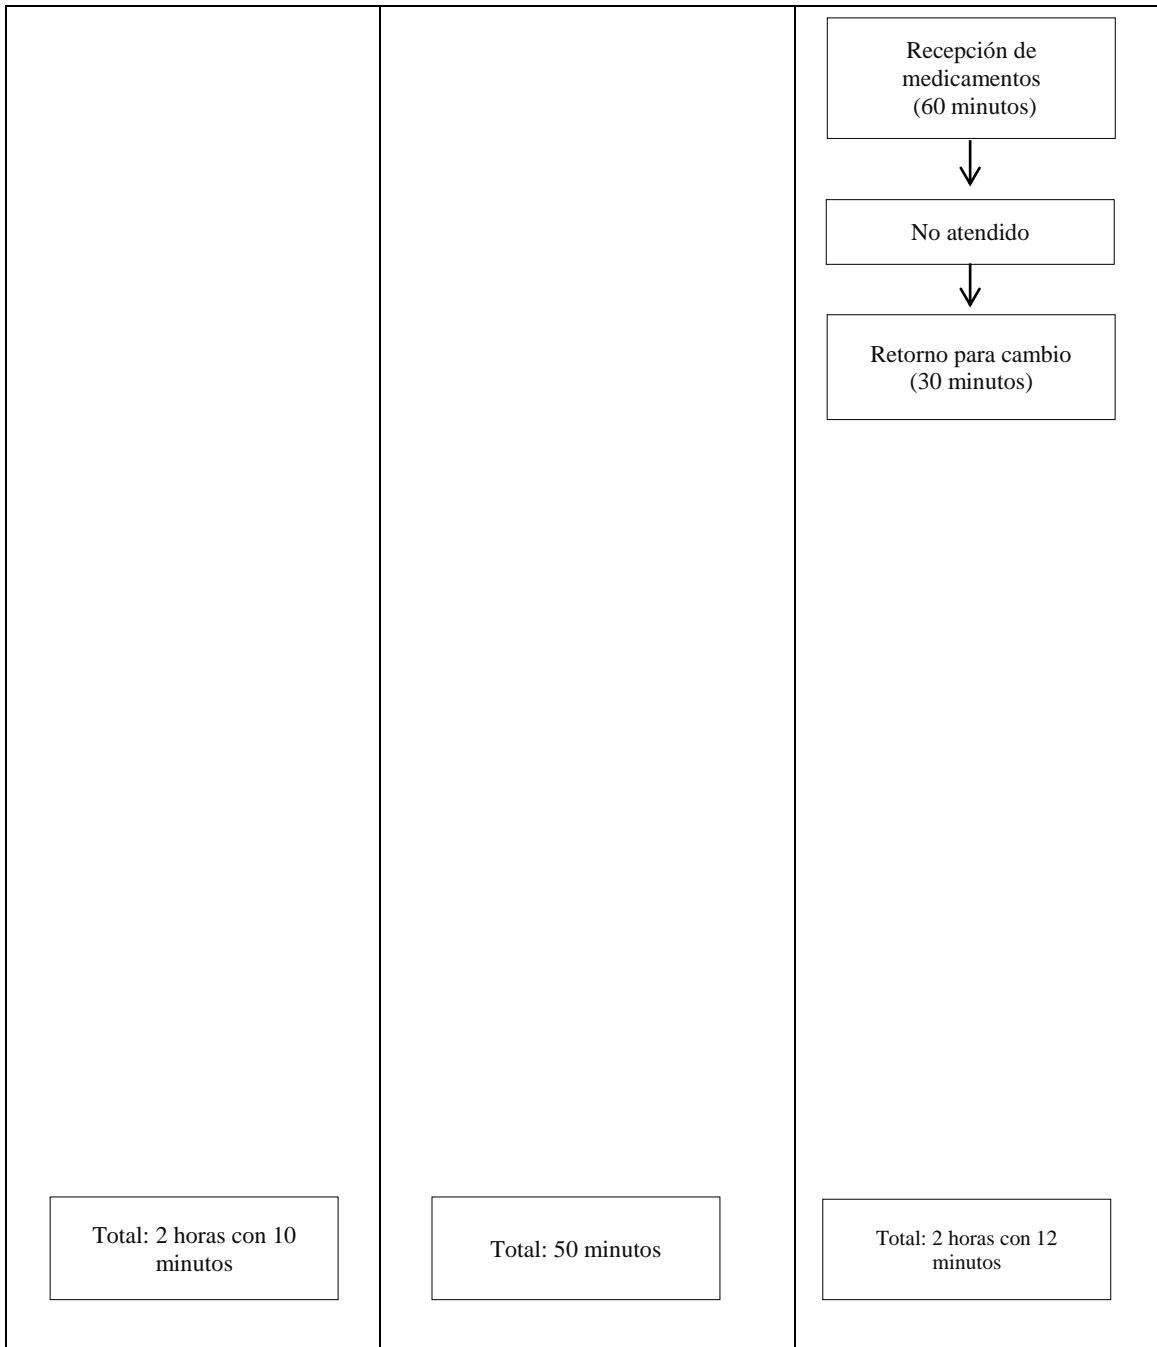 Recepción de
medicamentos
(60 minutos)
No atendido
Retorno para cambio
(30 minutos)
Total: 2 horas con 10
minutos
Total: 50 minutos
Total: 2 horas con 12
minutos